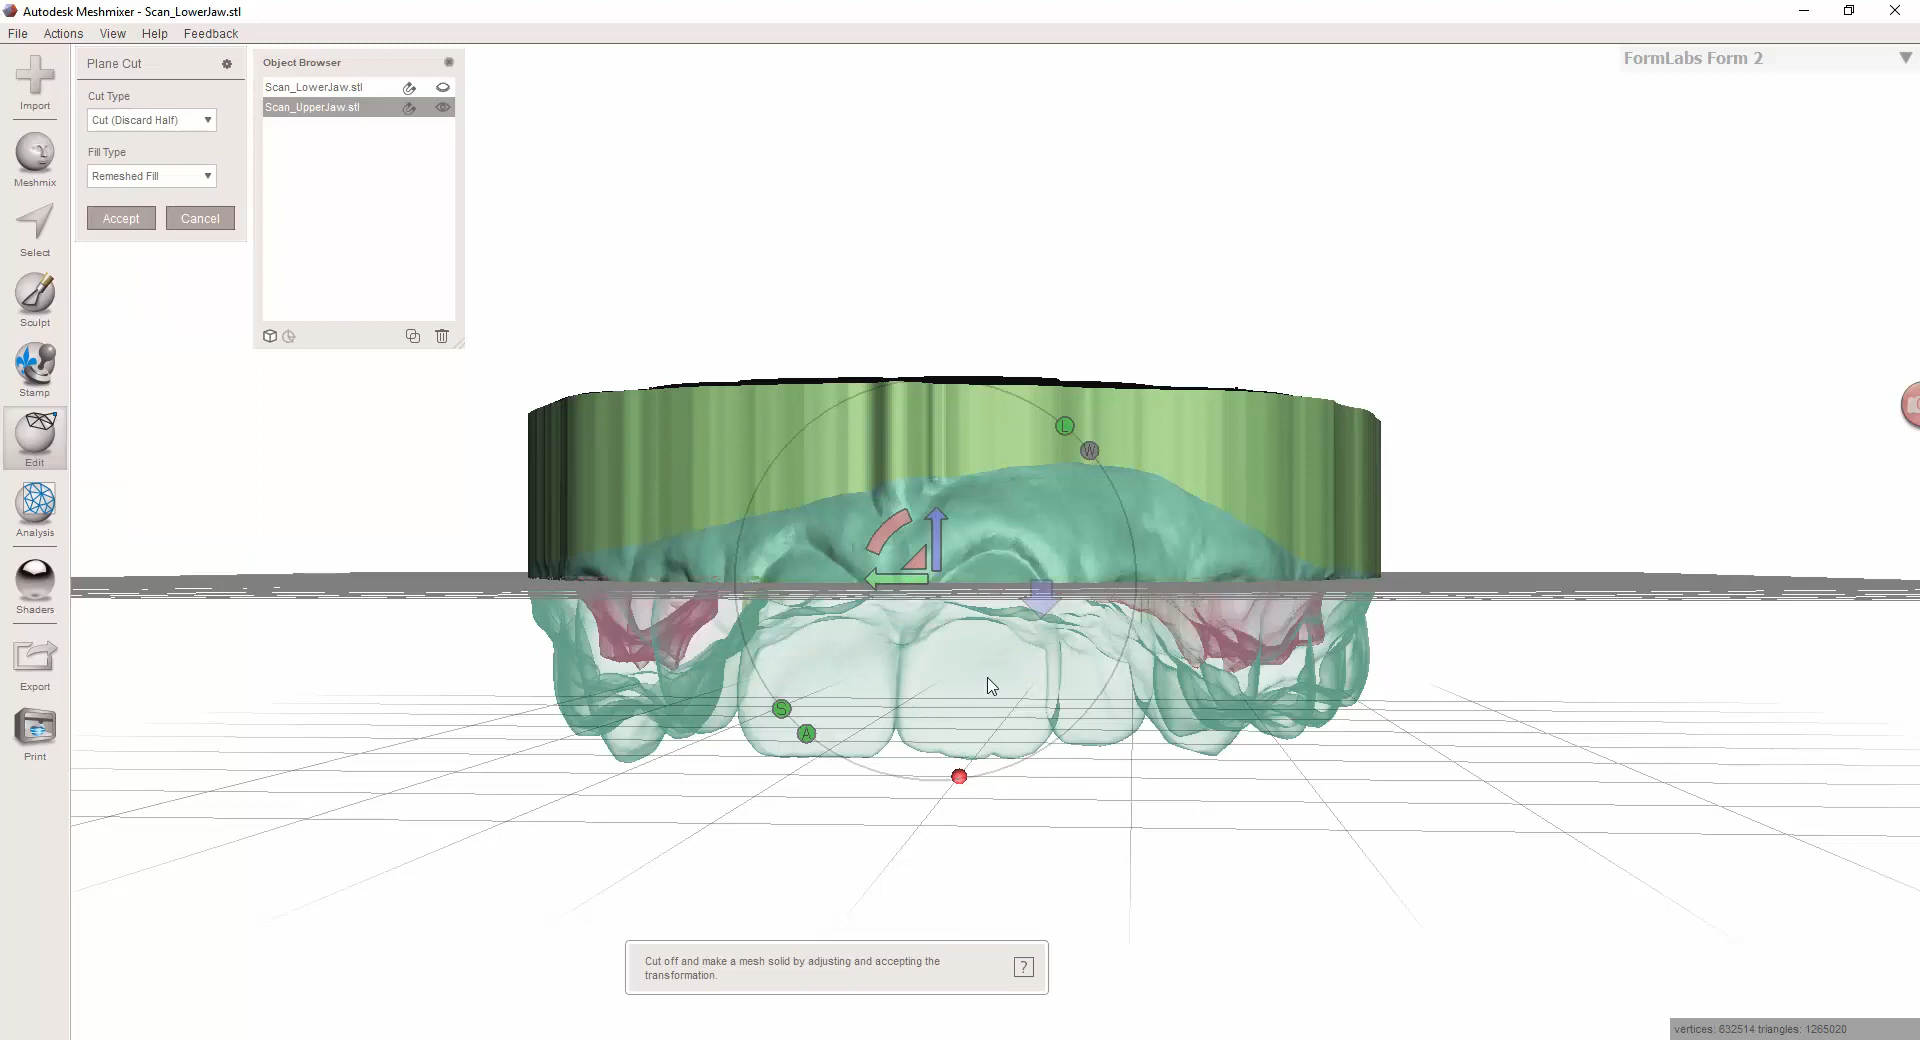 Autodesk Meshmixer - Scan_LowerJaw.stl
File Actions View Help Feedback
Plane Cut
Cut Type
Cut (Discard Half)
Fill Type
Remeshed Fill
Accept Cancel
Object Browser
Scan_LowerJaw.stl
Scan_UpperJaw.stl
FormLabs Form 2
Import
Meshmix
Select
Sculpt
Stamp
Edit
Analysis
Shaders
Export
Print
L
W
S
A
Cut off and make a mesh solid by adjusting and accepting the
transformation.
?
vertices: 632514 triangles: 1265020